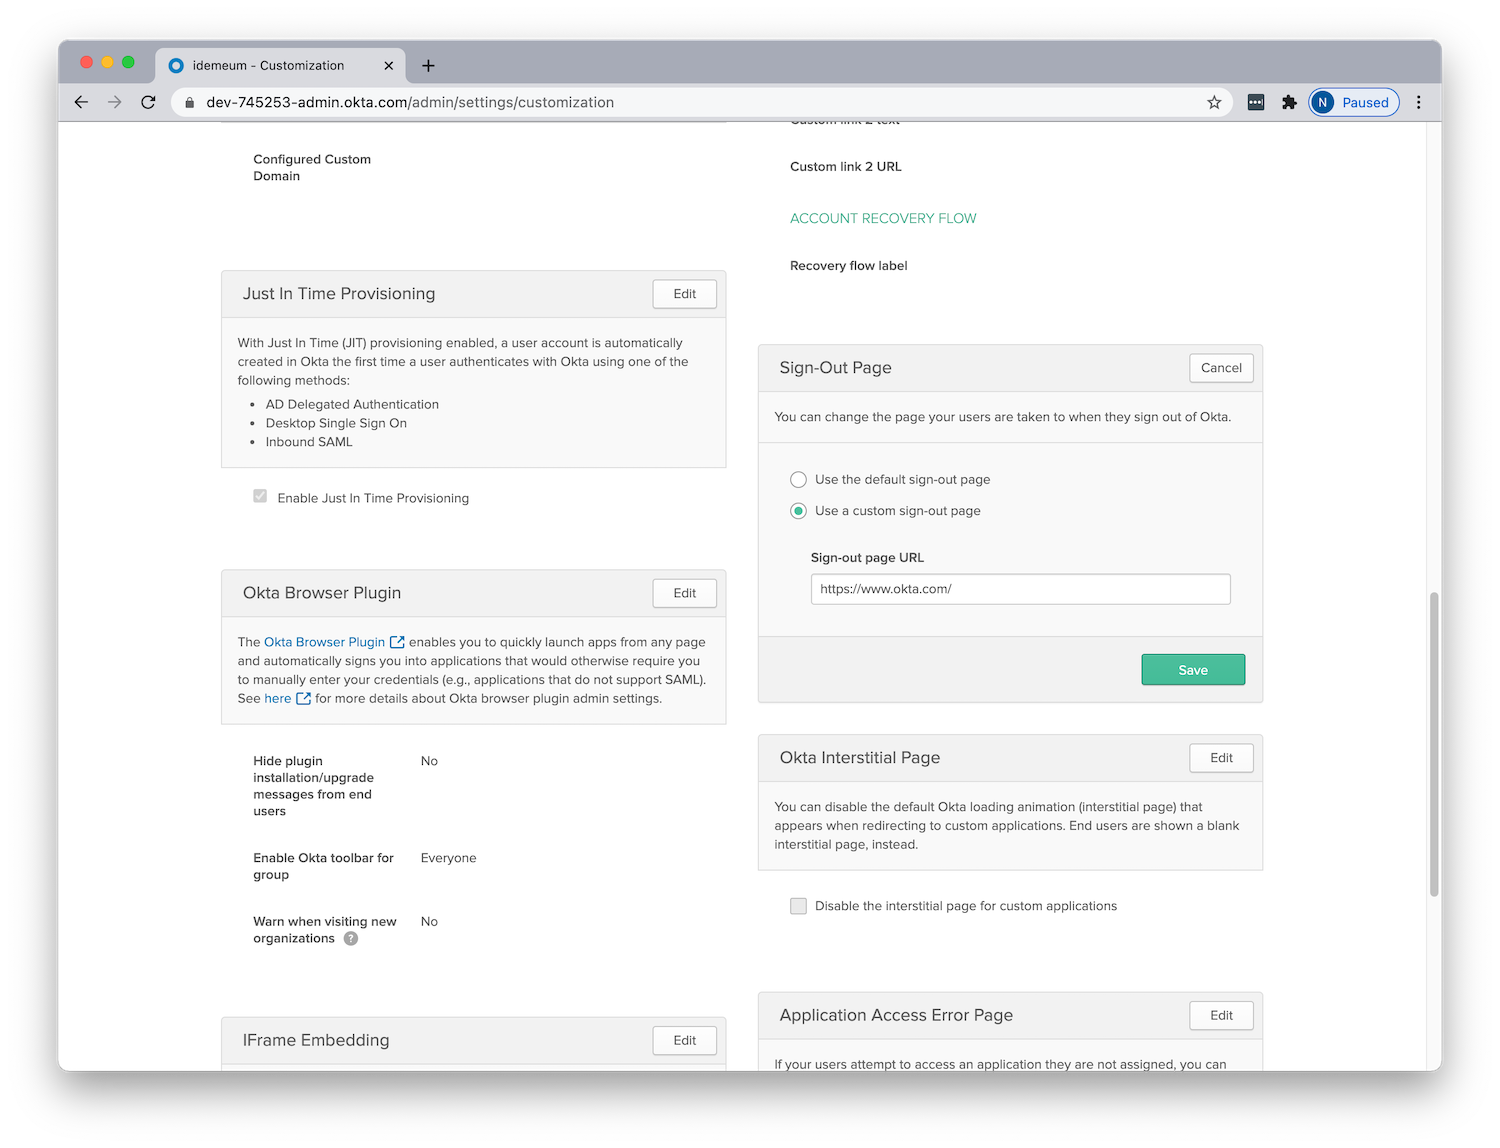 idemeum - Customization
dev-745253-admin.okta.com/admin/settings/customization
N Paused
Configured Custom
Domain
Just In Time Provisioning
Edit
With Just In Time (JIT) provisioning enabled, a user account is automatically
created in Okta the first time a user authenticates with Okta using one of the
following methods:
• AD Delegated Authentication
• Desktop Single Sign On
• Inbound SAML
Enable Just In Time Provisioning
Okta Browser Plugin
Edit
The Okta Browser Plugin enables you to quickly launch apps from any page
and automatically signs you into applications that would otherwise require you
to manually enter your credentials (e.g., applications that do not support SAML).
See here for more details about Okta browser plugin admin settings.
Hide plugin
installation/upgrade
messages from end
users
No
Enable Okta toolbar for
group
Everyone
Warn when visiting new
organizations ?
No
IFrame Embedding
Edit
Custom link 2 text
Custom link 2 URL
ACCOUNT RECOVERY FLOW
Recovery flow label
Sign-Out Page
Cancel
You can change the page your users are taken to when they sign out of Okta.
Use the default sign-out page
Use a custom sign-out page
Sign-out page URL
https://www.okta.com/
Save
Okta Interstitial Page
Edit
You can disable the default Okta loading animation (interstitial page) that
appears when redirecting to custom applications. End users are shown a blank
interstitial page, instead.
Disable the interstitial page for custom applications
Application Access Error Page
Edit
If your users attempt to access an application they are not assigned, you can